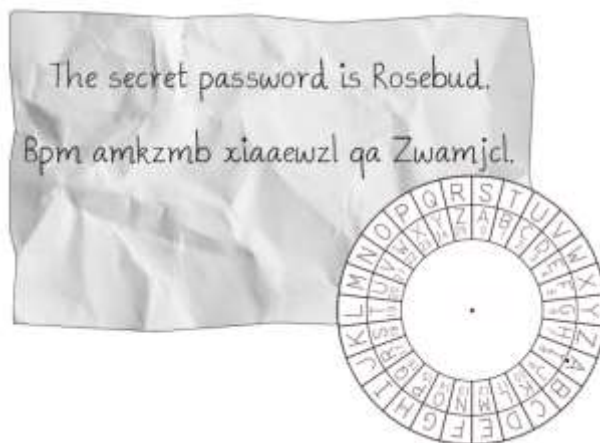 The secret password is Rosebud.
Bpm amkzmb xiaaewzl qa Zwamjcl.
S T U V W X Y Z A B C D E F G H I J K L M N O P Q R
A B C D E F G H I J K L M N O P Q R S T U V W X Y Z